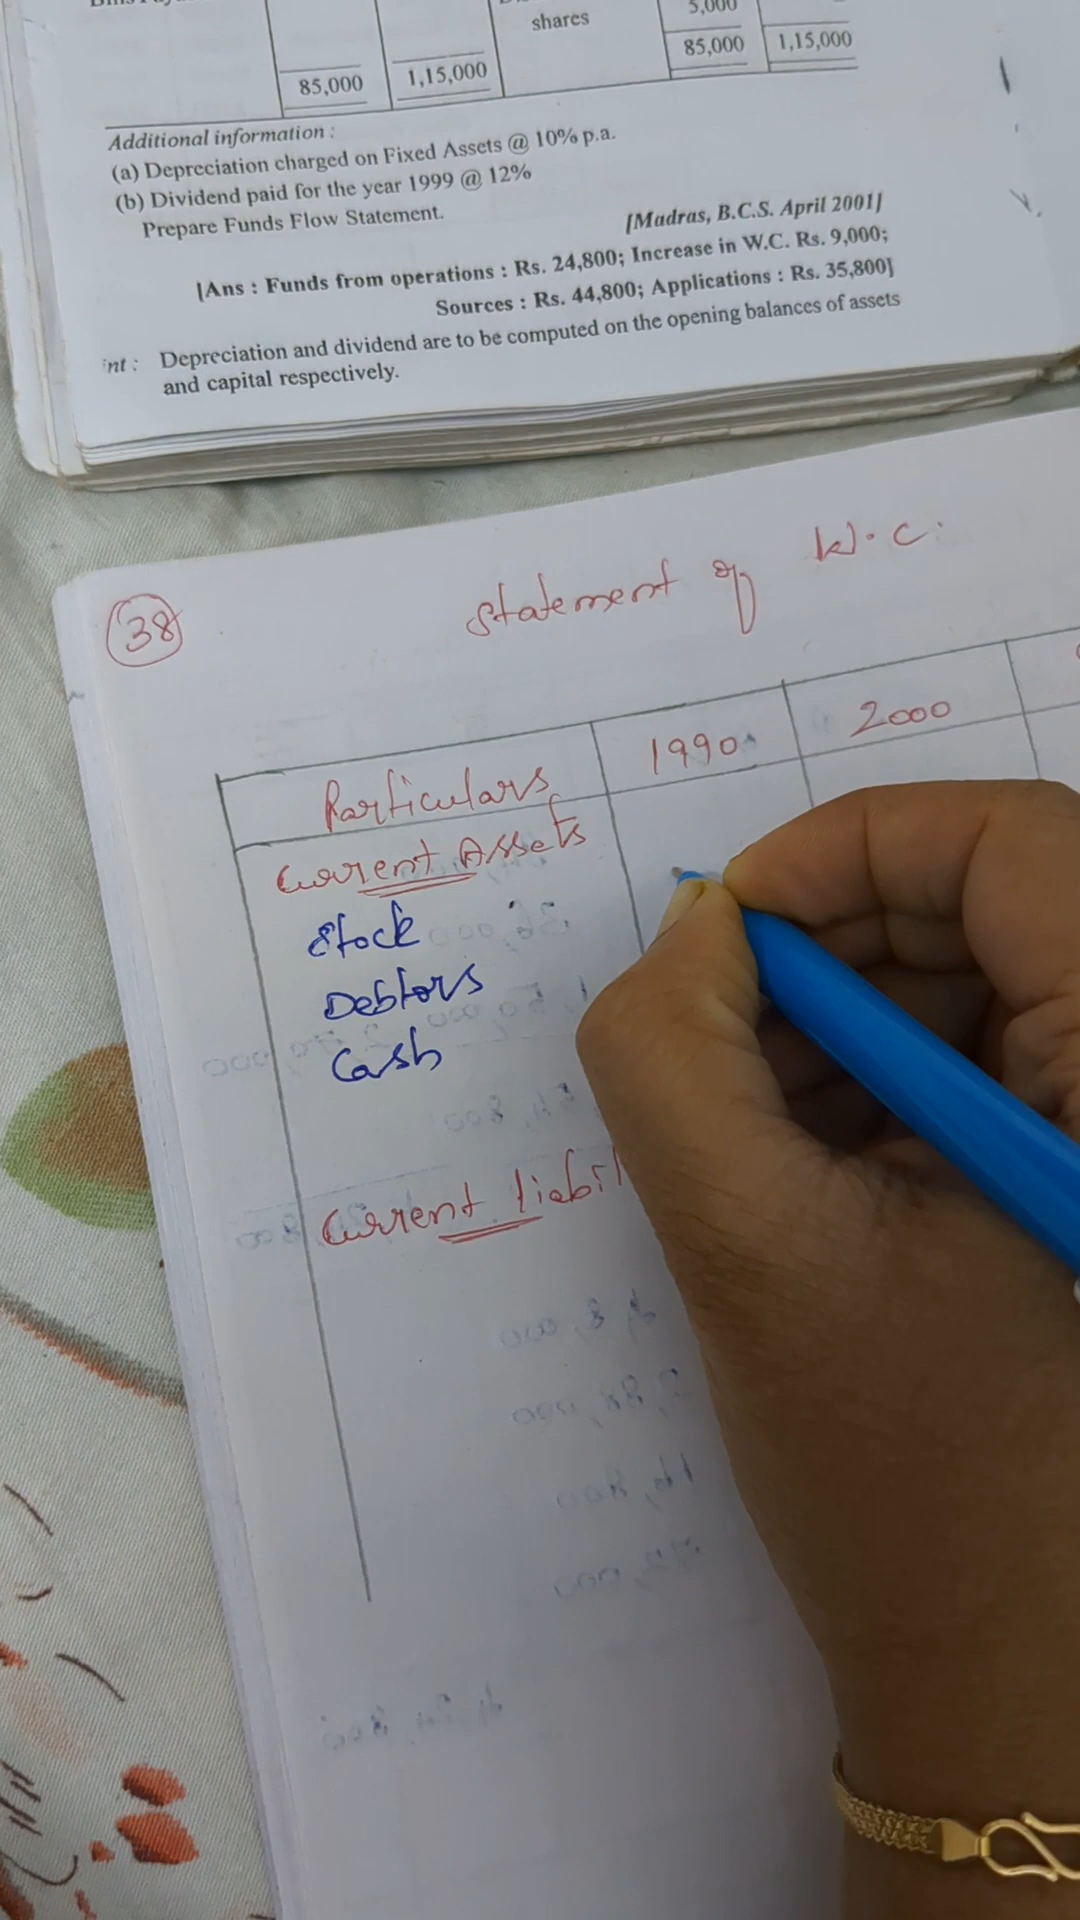 shares
5,000
85,000 1,15,000 85,000 1,15,000
Additional information :
(a) Depreciation charged on Fixed Assets @ 10% p.a.
(b) Dividend paid for the year 1999 @ 12%
Prepare Funds Flow Statement.
[Madras, B.C.S. April 2001]
[Ans : Funds from operations : Rs. 24,800; Increase in W.C. Rs. 9,000;
Sources : Rs. 44,800; Applications : Rs. 35,800]
int : Depreciation and dividend are to be computed on the opening balances of assets
and capital respectively.
38 Statement of W.C.
Particulars 1990 2000
Current Assets
Stock
Debtors
Cash
Current liabil